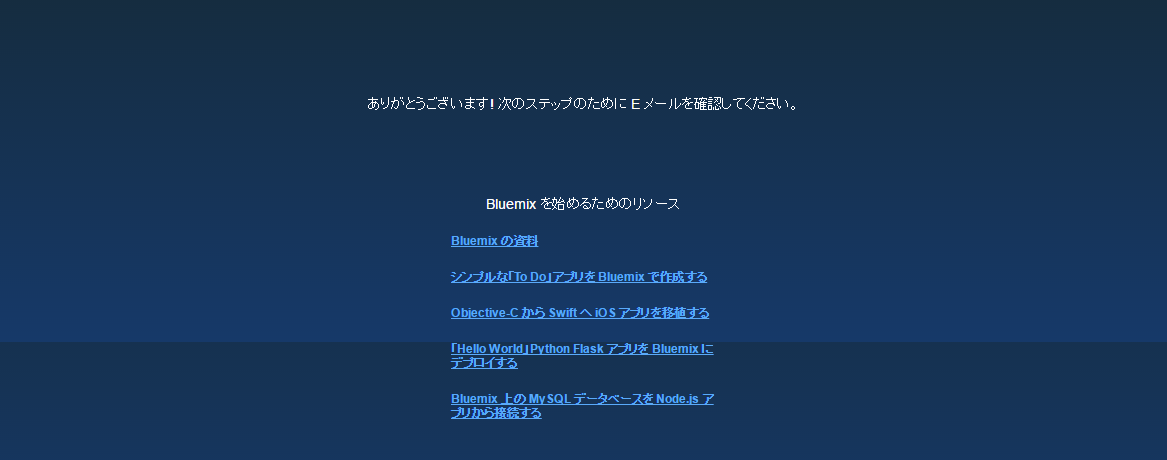 ありがとうございます! 次のステップのために E メールを確認してください。
Bluemix を始めるためのリソース
Bluemix の資料
シンプルな「To Do」アプリを Bluemix で作成する
Objective-C から Swift へ iOS アプリを移植する
「Hello World」Python Flask アプリを Bluemix に
デプロイする
Bluemix 上の MySQL データベースを Node.js ア
プリから接続する